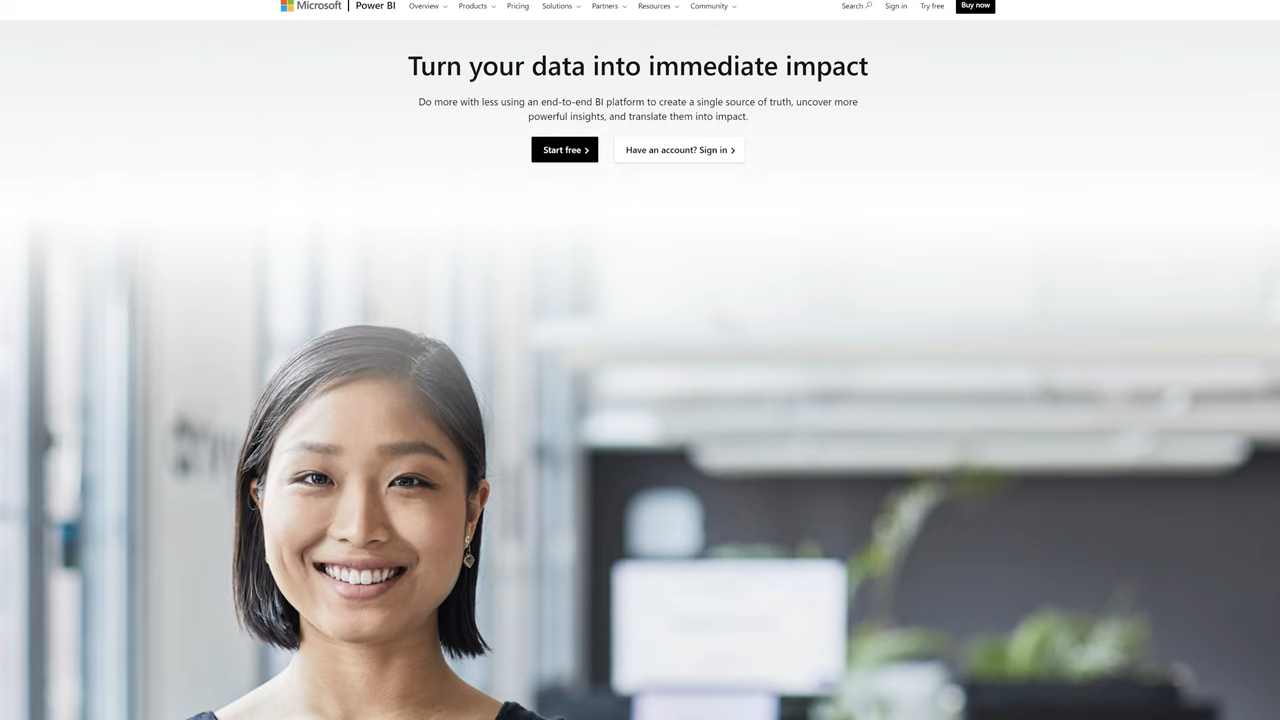 Microsoft | Power BI Overview Products Pricing Solutions Partners Resources Community Search Sign in Try free Buy now
Turn your data into immediate impact
Do more with less using an end-to-end BI platform to create a single source of truth, uncover more
powerful insights, and translate them into impact.
Start free Have an account? Sign in